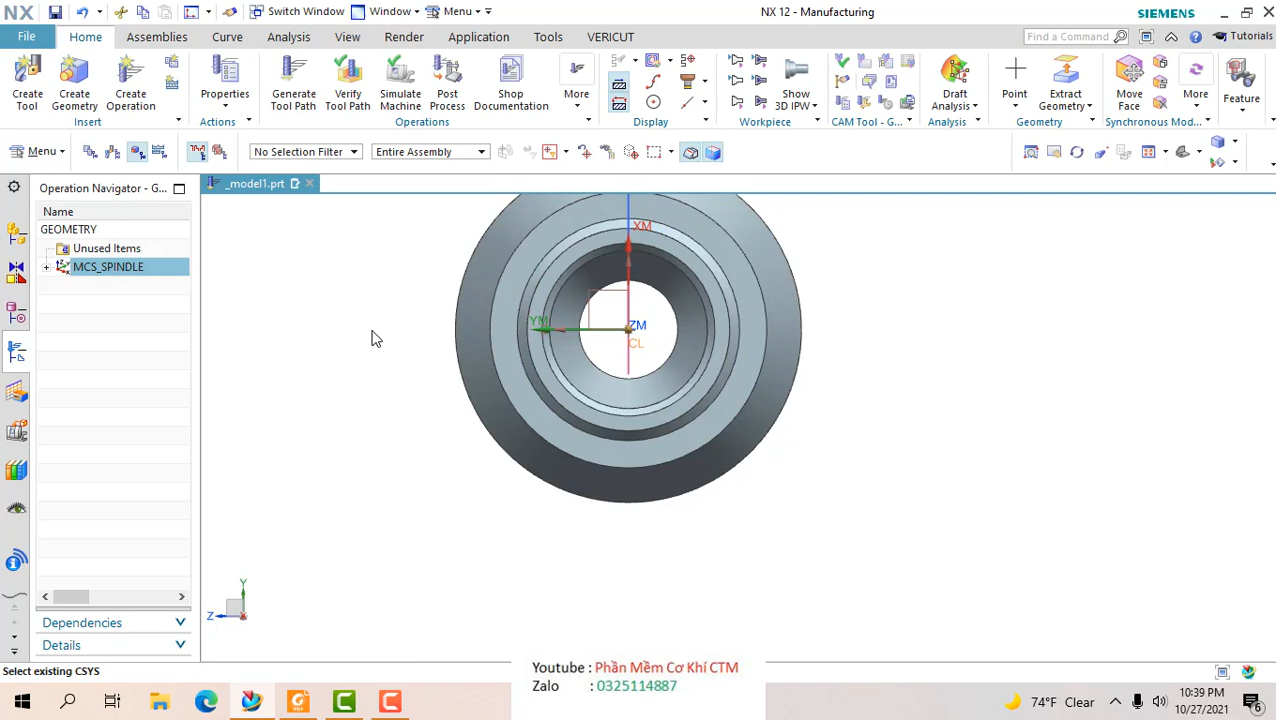 NX
Switch Window
Window
Menu
NX 12 - Manufacturing
SIEMENS
File
Home
Assemblies
Curve
Analysis
View
Render
Application
Tools
VERICUT
Find a Command
Tutorials
Create Tool
Create Geometry
Create Operation
Properties
Generate Tool Path
Verify Tool Path
Simulate Machine
Post Process
Shop Documentation
More
Show 3D IPW
Draft Analysis
Point
Extract Geometry
Move Face
More
Feature
Insert
Actions
Operations
Display
Workpiece
CAM Tool - G...
Analysis
Geometry
Synchronous Mod...
Menu
No Selection Filter
Entire Assembly
Operation Navigator - G...
_model1.prt
Name
GEOMETRY
Unused Items
MCS_SPINDLE
XM
YM
ZM
CL
Y
Z
Dependencies
Details
Select existing CSYS
Youtube : Phần Mềm Cơ Khí CTM
Zalo : 0325114887
74°F Clear
10:39 PM
10/27/2021
6